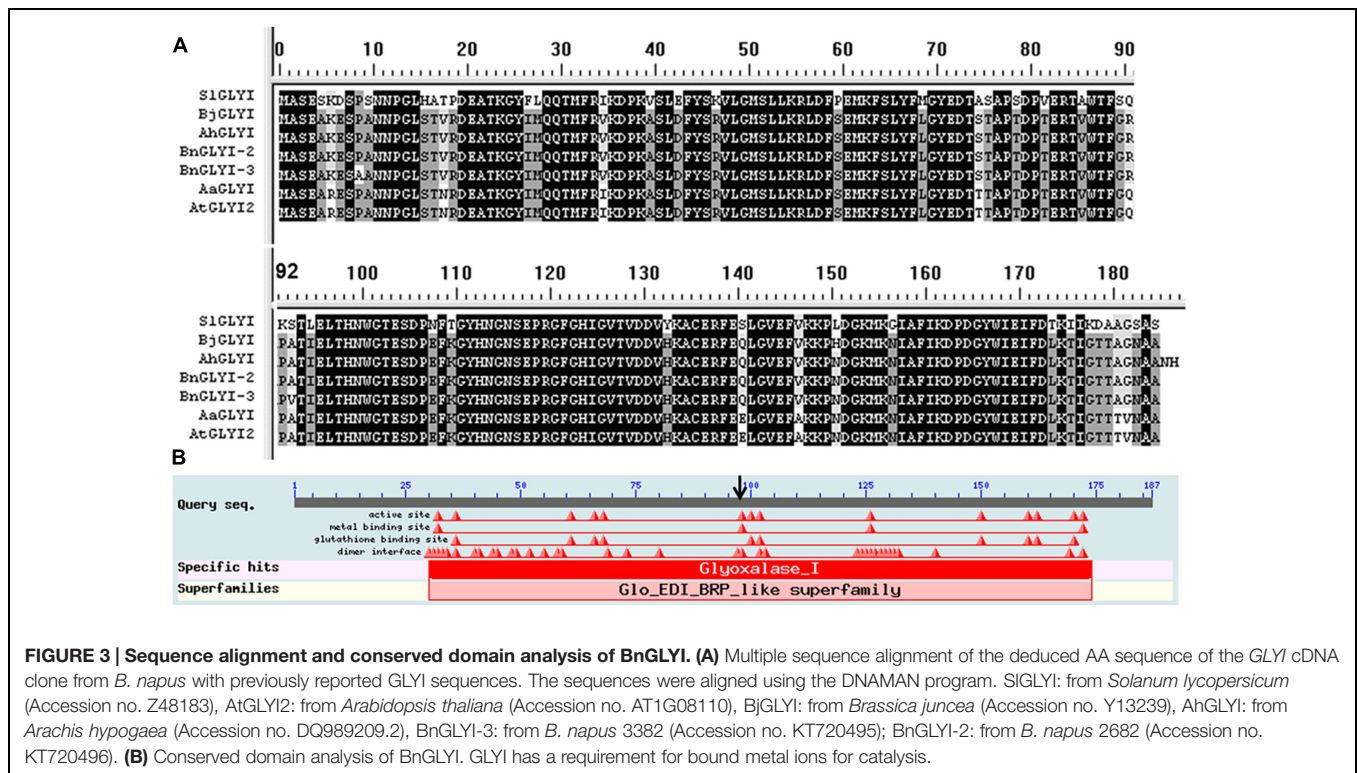 A
0 10 20 30 40 50 60 70 80 90
SlGLYI MASESKDSPSNNPGLHATPDEATKGYFLQQTMFRIKDPKVSLEFYSKVLGMSLLKRLDFPEMKFSLYFMGYEDTASAPSDPVERTAWTFSQ
BjGLYI MASEAKESPANNPGLSTVRDEATKGYIMQQTMFRVKDPKASLDFYSRVLGMSLLKRLDFSEMKFSLYFLGYEDTSTAPTDPTERTVWTFGR
AhGLYI MASEAKESPANNPGLSTVRDEATKGYIMQQTMFRVKDPKASLDFYSRVLGMSLLKRLDFSEMKFSLYFLGYEDTSTAPTDPTERTVWTFGR
BnGLYI-2 MASEAKESPANNPGLSTVRDEATKGYIMQQTMFRVKDPKASLDFYSRVLGMSLLKRLDFSEMKFSLYFLGYEDTSTAPTDPTERTVWTFGR
BnGLYI-3 MASEAKESAANNPGLSTVRDEATKGYIMQQTMFRVKDPKASLDFYSRVLGMSLLKRLDFSEMKFSLYFLGYEDTSTAPTDPTERTVWTFGR
AaGLYI MASEARESPANNPGLSTNRDEATKGYIMQQTMFRIKDPKASLDFYSRVLGMSLLKRLDFSEMKFSLYFLGYEDTTTAPTDPTERTVWTFGQ
AtGLYI2 MASEARESPANNPGLSTNRDEATKGYIMQQTMFRIKDPKASLDFYSRVLGMSLLKRLDFSEMKFSLYFLGYEDTTTAPTDPTERTVWTFGQ
92 100 110 120 130 140 150 160 170 180
SlGLYI KSTLELTHNWGTESDPNFTGYHNGNSEPRGFGHIGVTVDDVYKACERFESLGVEFVKKPLDGKMKGIAFIKDPDGYWIEIFDTKIIKDAAGSAS
BjGLYI PATIELTHNWGTESDPEFKGYHNGNSEPRGFGHIGVTVDDVHKACERFEQLGVEFVKKPHDGKMKNIAFIKDPDGYWIEIFDLKTIGTTAGNAA
AhGLYI PATIELTHNWGTESDPEFKGYHNGNSEPRGFGHIGVTVDDVHKACERFEQLGVEFVKKPNDGKMKNIAFIKDPDGYWIEIFDLKTIGTTAGNAANH
BnGLYI-2 PATIELTHNWGTESDPEFKGYHNGNSEPRGFGHIGVTVDDVHKACERFEQLGVEFVKKPNDGKMKNIAFIKDPDGYWIEIFDLKTIGTTAGNAA
BnGLYI-3 PVTIELTHNWGTESDPEFKGYHNGNSEPRGFGHIGVTVDDVHKACERFEQLGVEFVKKPNDGKMKNIAFIKDPDGYWIEIFDLKTIGTTAGNAA
AaGLYI PATIELTHNWGTESDPEFKGYHNGNSEPRGFGHIGVTVDDVHKACERFEELGVEFAKKPNDGKMKNIAFIKDPDGYWIEIFDLKTIGTTTVNAA
AtGLYI2 PATIELTHNWGTESDPEFKGYHNGNSEPRGFGHIGVTVDDVHKACERFEELGVEFAKKPNDGKMKNIAFIKDPDGYWIEIFDLKTIGTTTVNAA
B
1 25 50 75 100 125 150 175 187
Query seq.
active site
metal binding site
glutathione binding site
dimer interface
Specific hits Glyoxalase_I
Superfamilies Glo_EDI_BRP_like superfamily
FIGURE 3 | Sequence alignment and conserved domain analysis of BnGLYI. (A) Multiple sequence alignment of the deduced AA sequence of the GLYI cDNA
clone from B. napus with previously reported GLYI sequences. The sequences were aligned using the DNAMAN program. SlGLYI: from Solanum lycopersicum
(Accession no. Z48183), AtGLYI2: from Arabidopsis thaliana (Accession no. AT1G08110), BjGLYI: from Brassica juncea (Accession no. Y13239), AhGLYI: from
Arachis hypogaea (Accession no. DQ989209.2), BnGLYI-3: from B. napus 3382 (Accession no. KT720495); BnGLYI-2: from B. napus 2682 (Accession no.
KT720496). (B) Conserved domain analysis of BnGLYI. GLYI has a requirement for bound metal ions for catalysis.